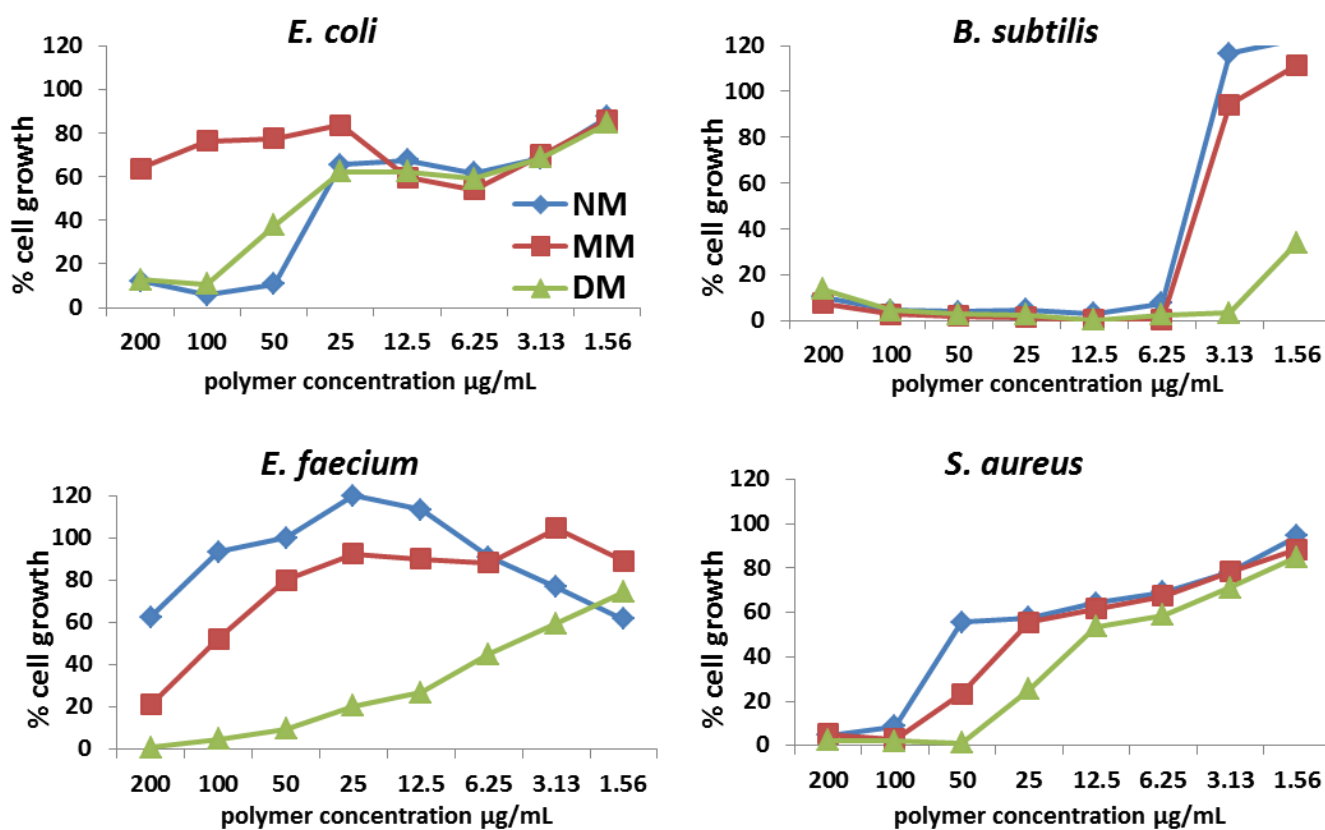 E. coli
120
100
80
60
40
20
0
% cell growth
NM
MM
DM
200 100 50 25 12.5 6.25 3.13 1.56
polymer concentration µg/mL
B. subtilis
120
100
80
60
40
20
0
% cell growth
200 100 50 25 12.5 6.25 3.13 1.56
polymer concentration µg/mL
E. faecium
120
100
80
60
40
20
0
% cell growth
200 100 50 25 12.5 6.25 3.13 1.56
polymer concentration µg/mL
S. aureus
120
100
80
60
40
20
0
% cell growth
200 100 50 25 12.5 6.25 3.13 1.56
polymer concentration µg/mL